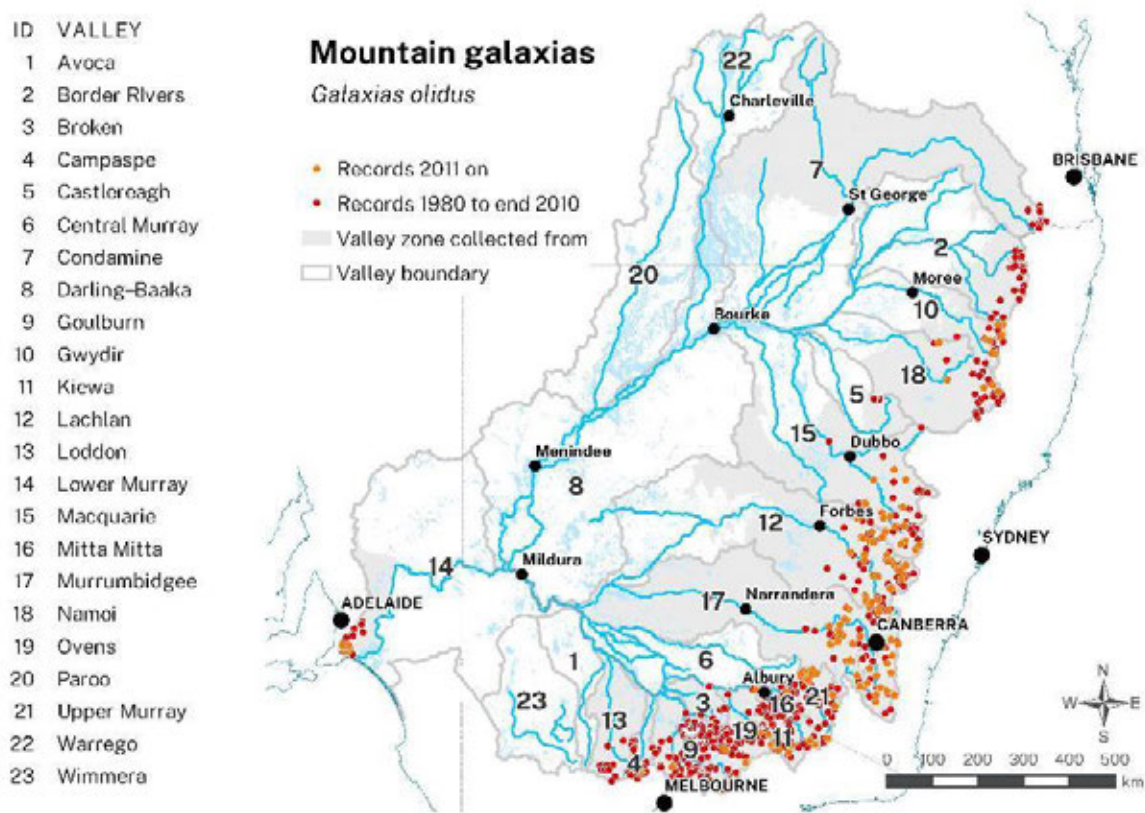 ID VALLEY
1 Avoca
2 Border Rivers
3 Broken
4 Campaspe
5 Castlereagh
6 Central Murray
7 Condamine
8 Darling–Baaka
9 Goulburn
10 Gwydir
11 Kiewa
12 Lachlan
13 Loddon
14 Lower Murray
15 Macquarie
16 Mitta Mitta
17 Murrumbidgee
18 Namoi
19 Ovens
20 Paroo
21 Upper Murray
22 Warrego
23 Wimmera
Mountain galaxias
Galaxias olidus
Records 2011 on
Records 1980 to end 2010
Valley zone collected from
Valley boundary
22
Charleville
BRISBANE
7
St George
2
20
Moree
10
Bourke
18
5
15
Dubbo
Menindee
8
12
Forbes
SYDNEY
14
Mildura
ADELAIDE
17
Narrandera
CANBERRA
1
6
Albury
23
3
16
21
13
19
11
9
4
MELBOURNE
N
W
E
S
0 100 200 300 400 500
km